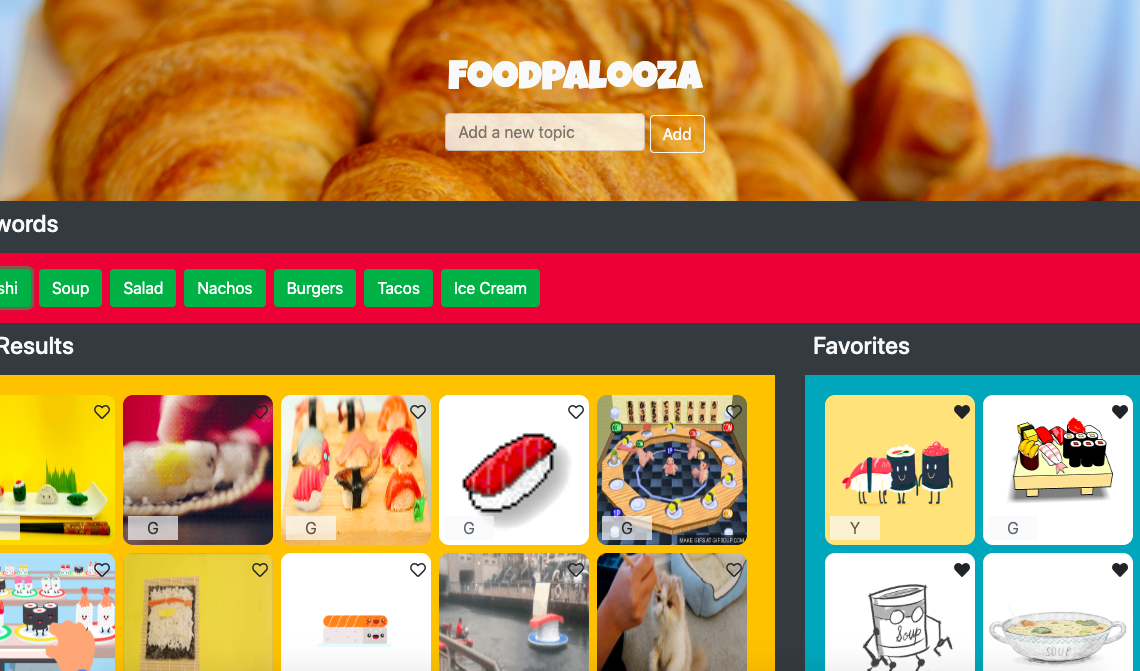 FOODPALOOZA
Add a new topic
Add
words
shi
Soup
Salad
Nachos
Burgers
Tacos
Ice Cream
Results
Favorites
G
G
G
G
MAKE GIFS AT GIFSOUP.COM
Y
G
Soup
SOUP